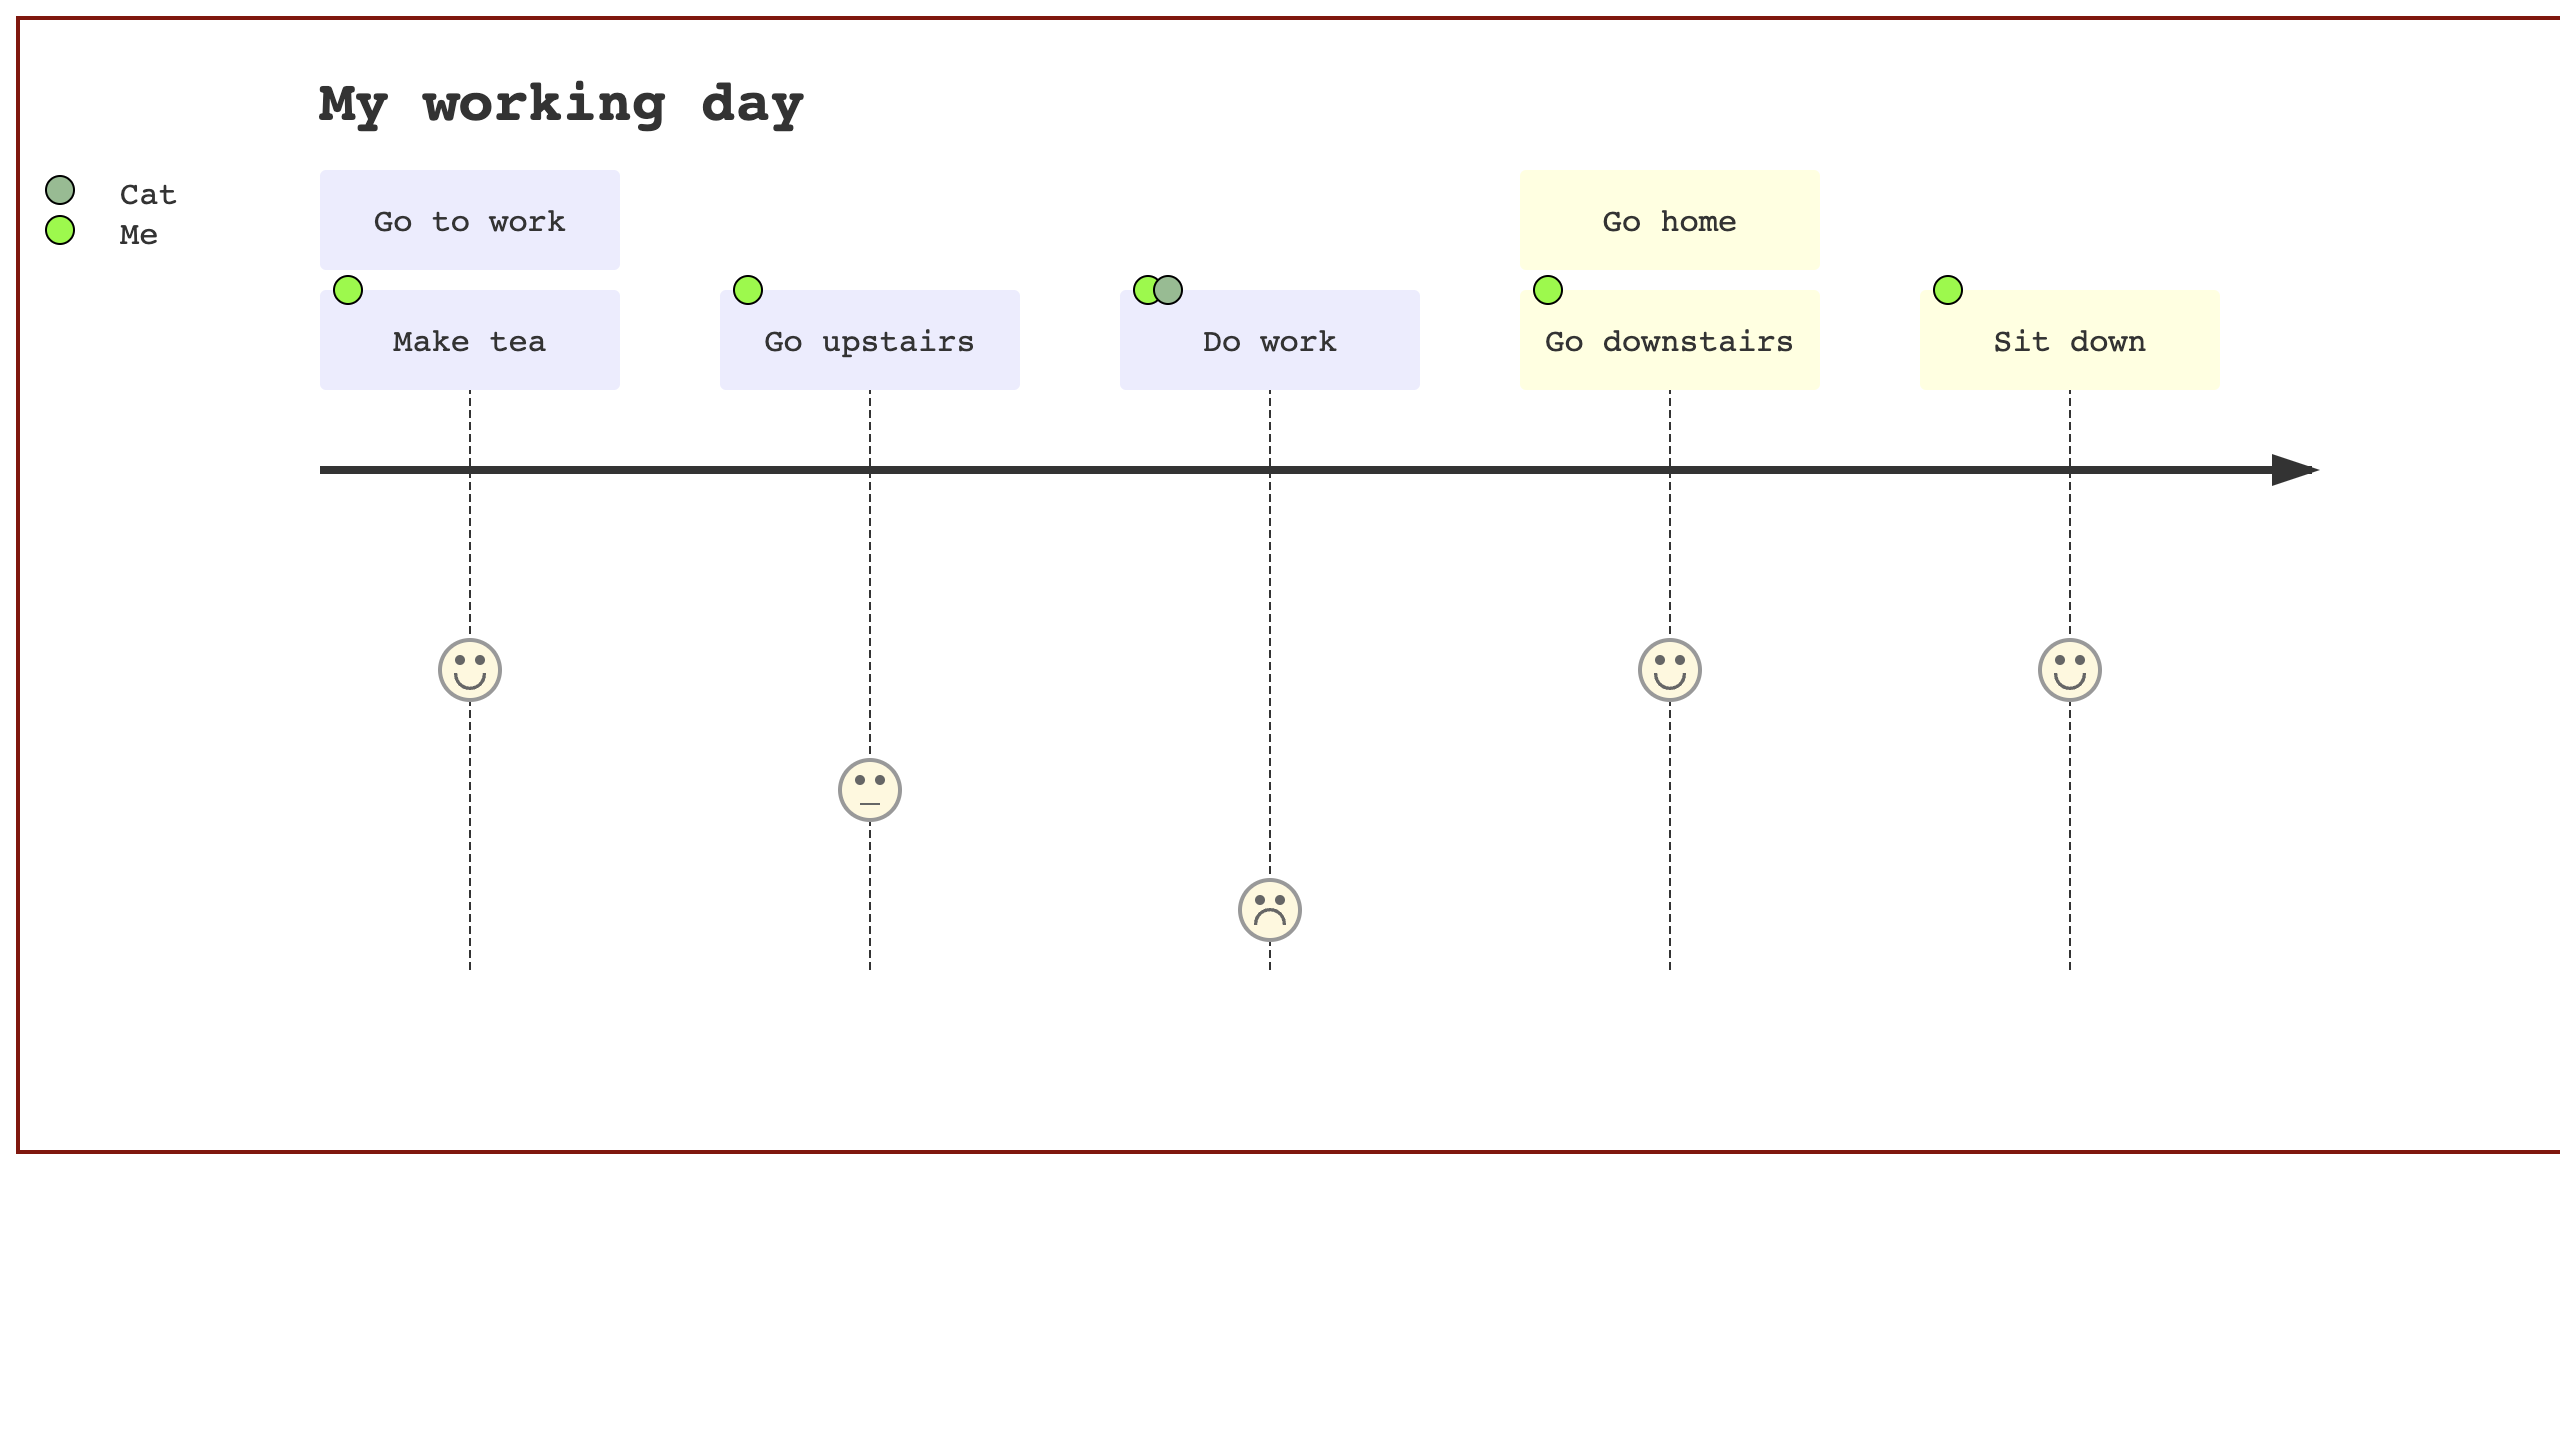 My working day
Cat
Me
Go to work
Go home
Make tea
Go upstairs
Do work
Go downstairs
Sit down